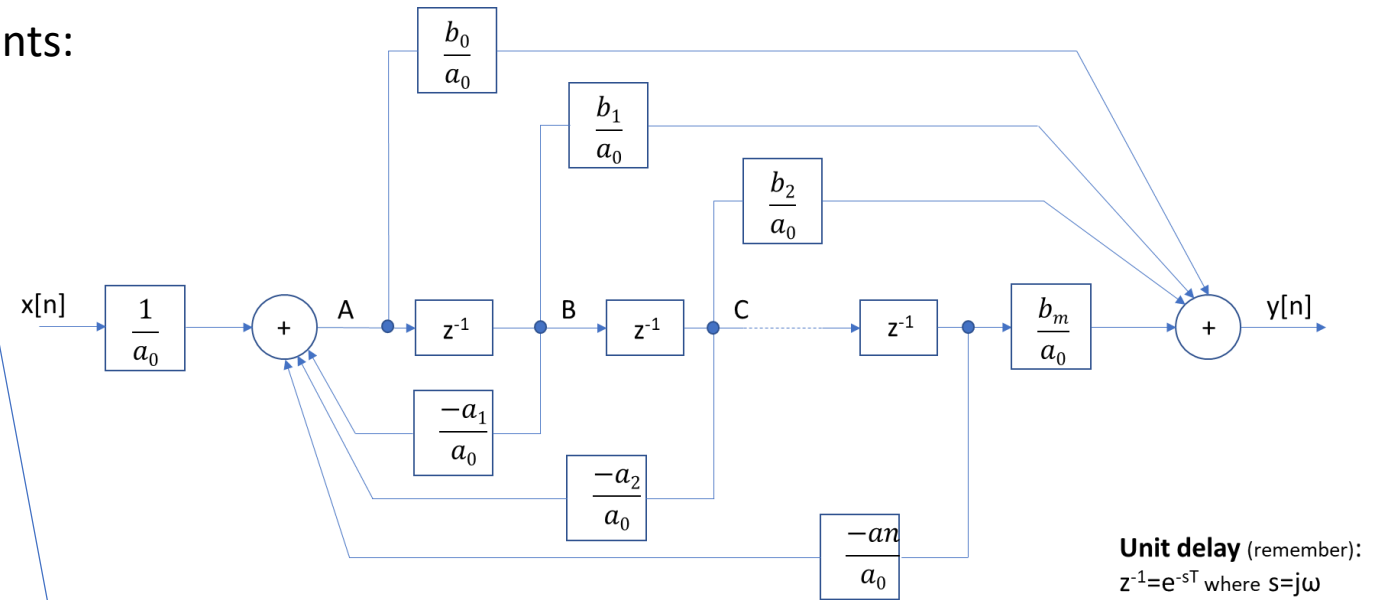 nts:
b₀
a₀
b₁
a₀
b₂
a₀
x[n]
1
a₀
+
A
z⁻¹
B
z⁻¹
C
z⁻¹
bₘ
a₀
+
y[n]
−a₁
a₀
−a₂
a₀
−an
a₀
Unit delay (remember):
z⁻¹=e⁻ˢᵀ where s=jω